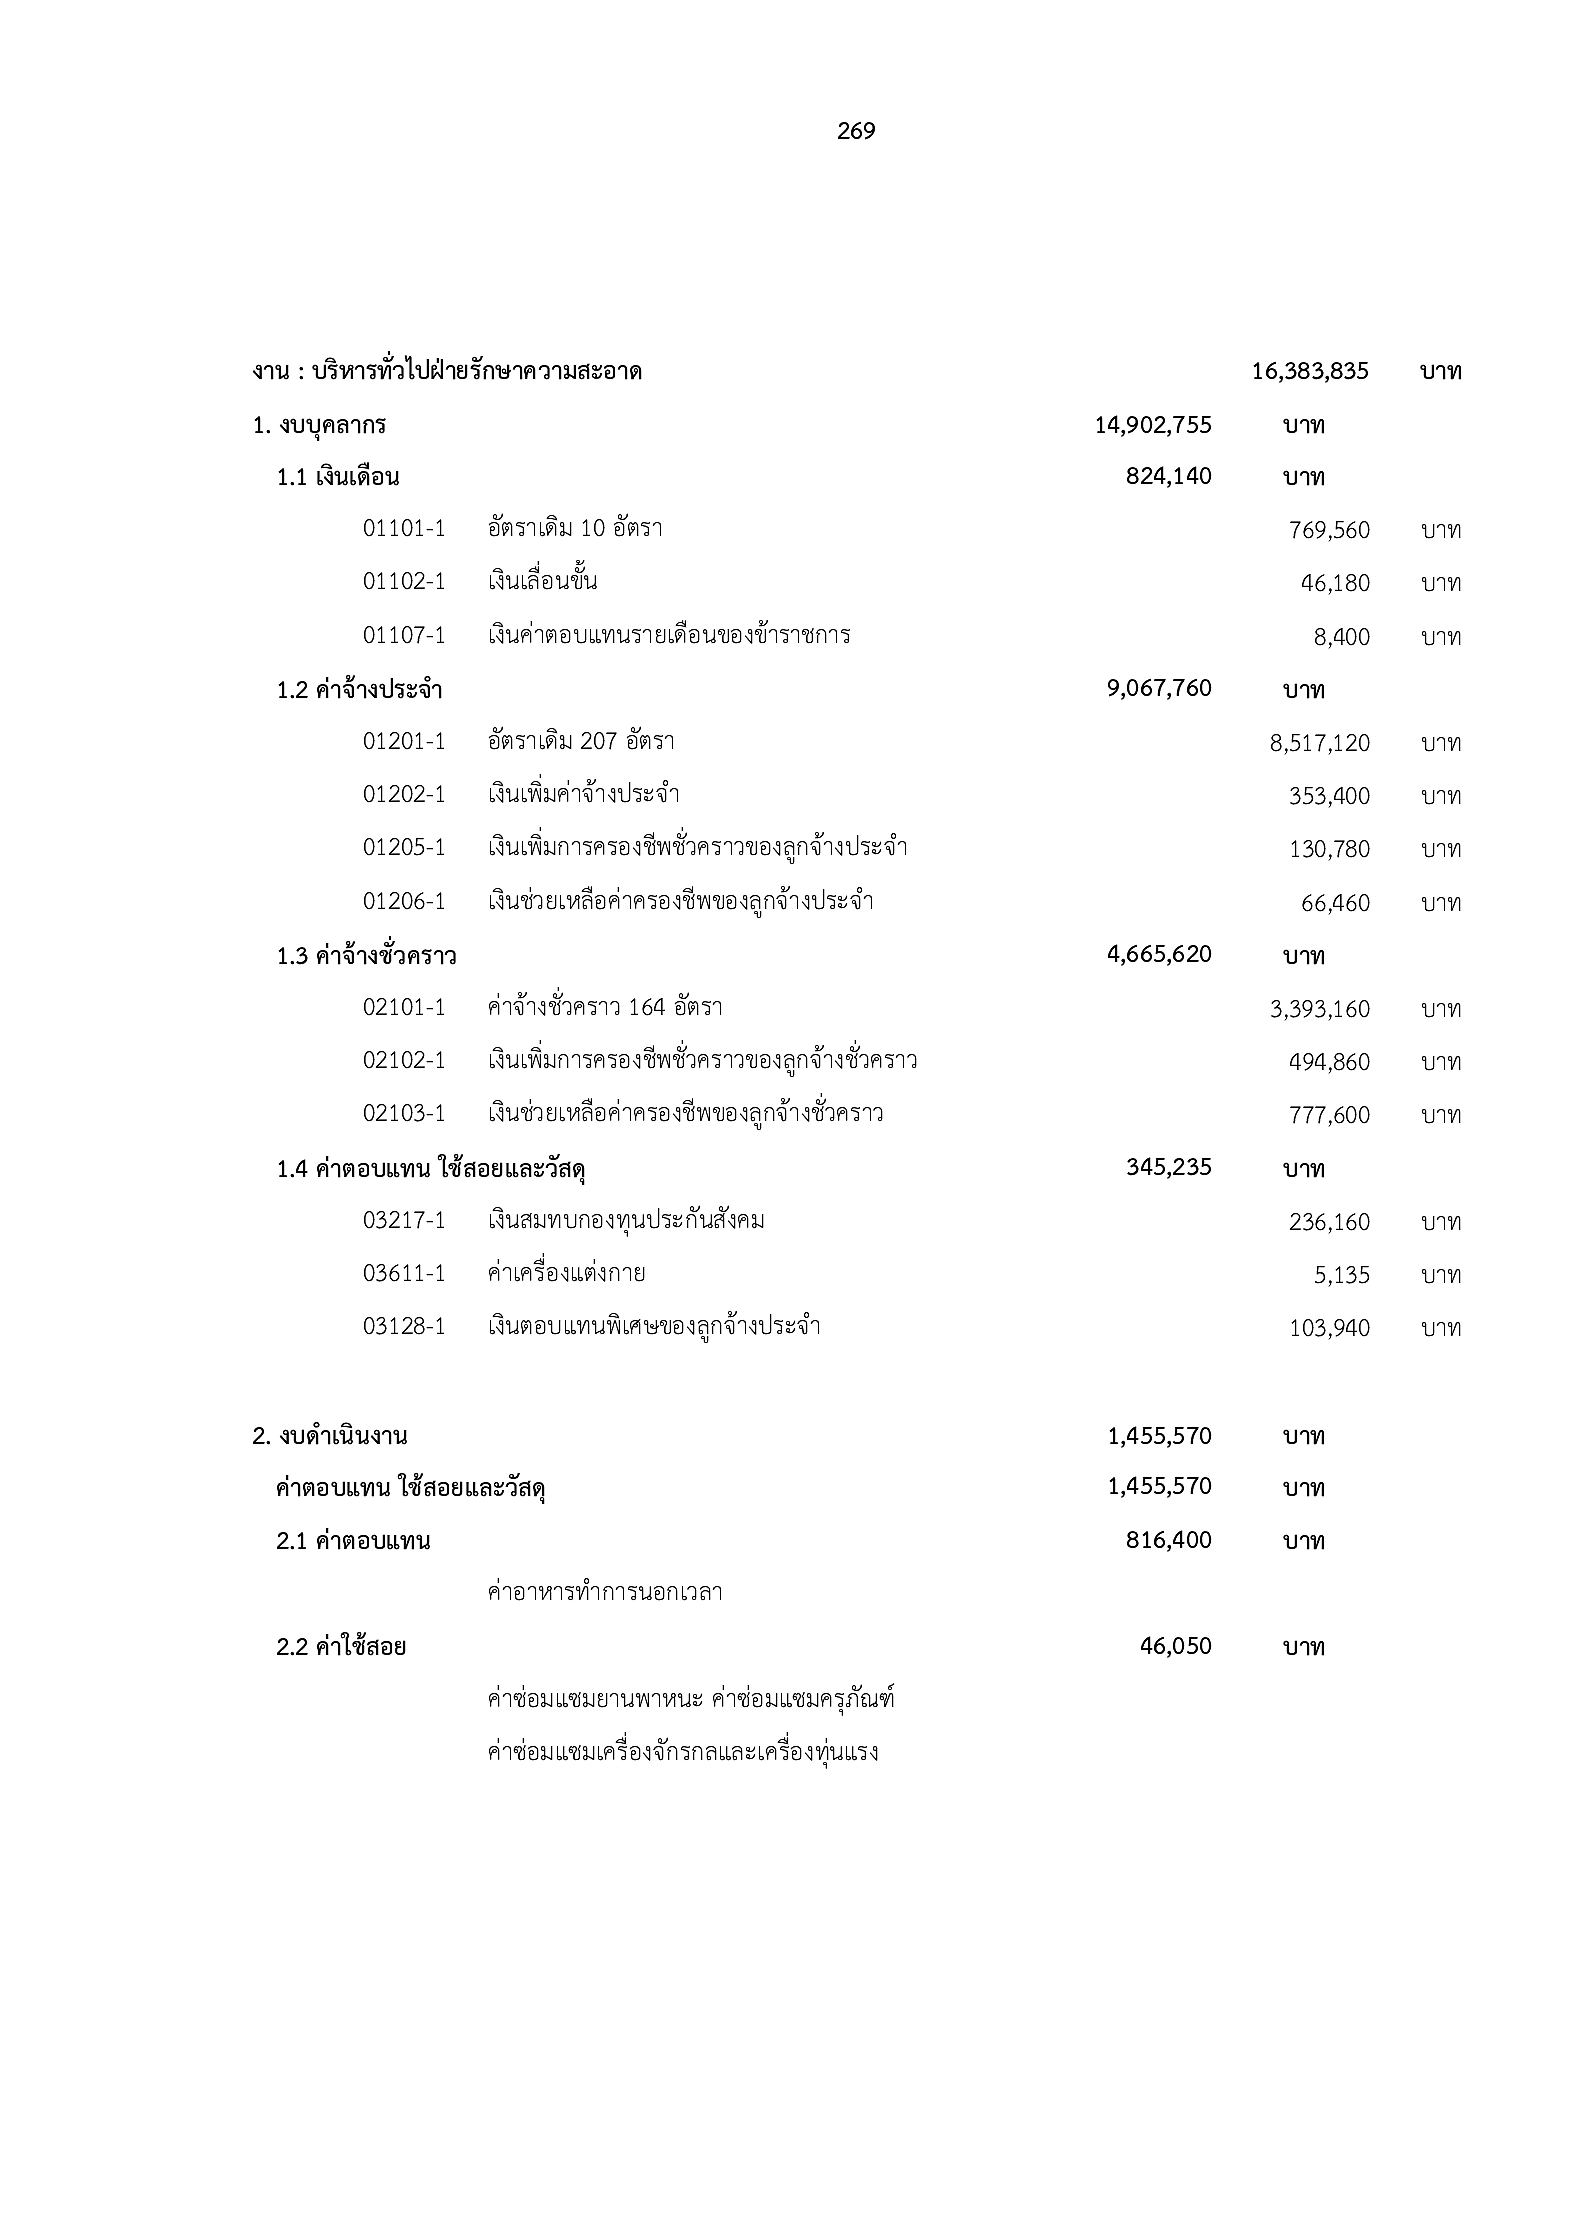 269
งาน : บริหารทั่วไปฝ่ายรักษาความสะอาด 16,383,835 บาท
1. งบบุคลากร 14,902,755 บาท
1.1 เงินเดือน 824,140 บาท
01101-1 อัตราเดิม 10 อัตรา 769,560 บาท
01102-1 เงินเลื่อนขั้น 46,180 บาท
01107-1 เงินค่าตอบแทนรายเดือนของข้าราชการ 8,400 บาท
1.2 ค่าจ้างประจำ 9,067,760 บาท
01201-1 อัตราเดิม 207 อัตรา 8,517,120 บาท
01202-1 เงินเพิ่มค่าจ้างประจำ 353,400 บาท
01205-1 เงินเพิ่มการครองชีพชั่วคราวของลูกจ้างประจำ 130,780 บาท
01206-1 เงินช่วยเหลือค่าครองชีพของลูกจ้างประจำ 66,460 บาท
1.3 ค่าจ้างชั่วคราว 4,665,620 บาท
02101-1 ค่าจ้างชั่วคราว 164 อัตรา 3,393,160 บาท
02102-1 เงินเพิ่มการครองชีพชั่วคราวของลูกจ้างชั่วคราว 494,860 บาท
02103-1 เงินช่วยเหลือค่าครองชีพของลูกจ้างชั่วคราว 777,600 บาท
1.4 ค่าตอบแทน ใช้สอยและวัสดุ 345,235 บาท
03217-1 เงินสมทบกองทุนประกันสังคม 236,160 บาท
03611-1 ค่าเครื่องแต่งกาย 5,135 บาท
03128-1 เงินตอบแทนพิเศษของลูกจ้างประจำ 103,940 บาท
2. งบดำเนินงาน 1,455,570 บาท
ค่าตอบแทน ใช้สอยและวัสดุ 1,455,570 บาท
2.1 ค่าตอบแทน 816,400 บาท
ค่าอาหารทำการนอกเวลา
2.2 ค่าใช้สอย 46,050 บาท
ค่าซ่อมแซมยานพาหนะ ค่าซ่อมแซมครุภัณฑ์
ค่าซ่อมแซมเครื่องจักรกลและเครื่องทุ่นแรง